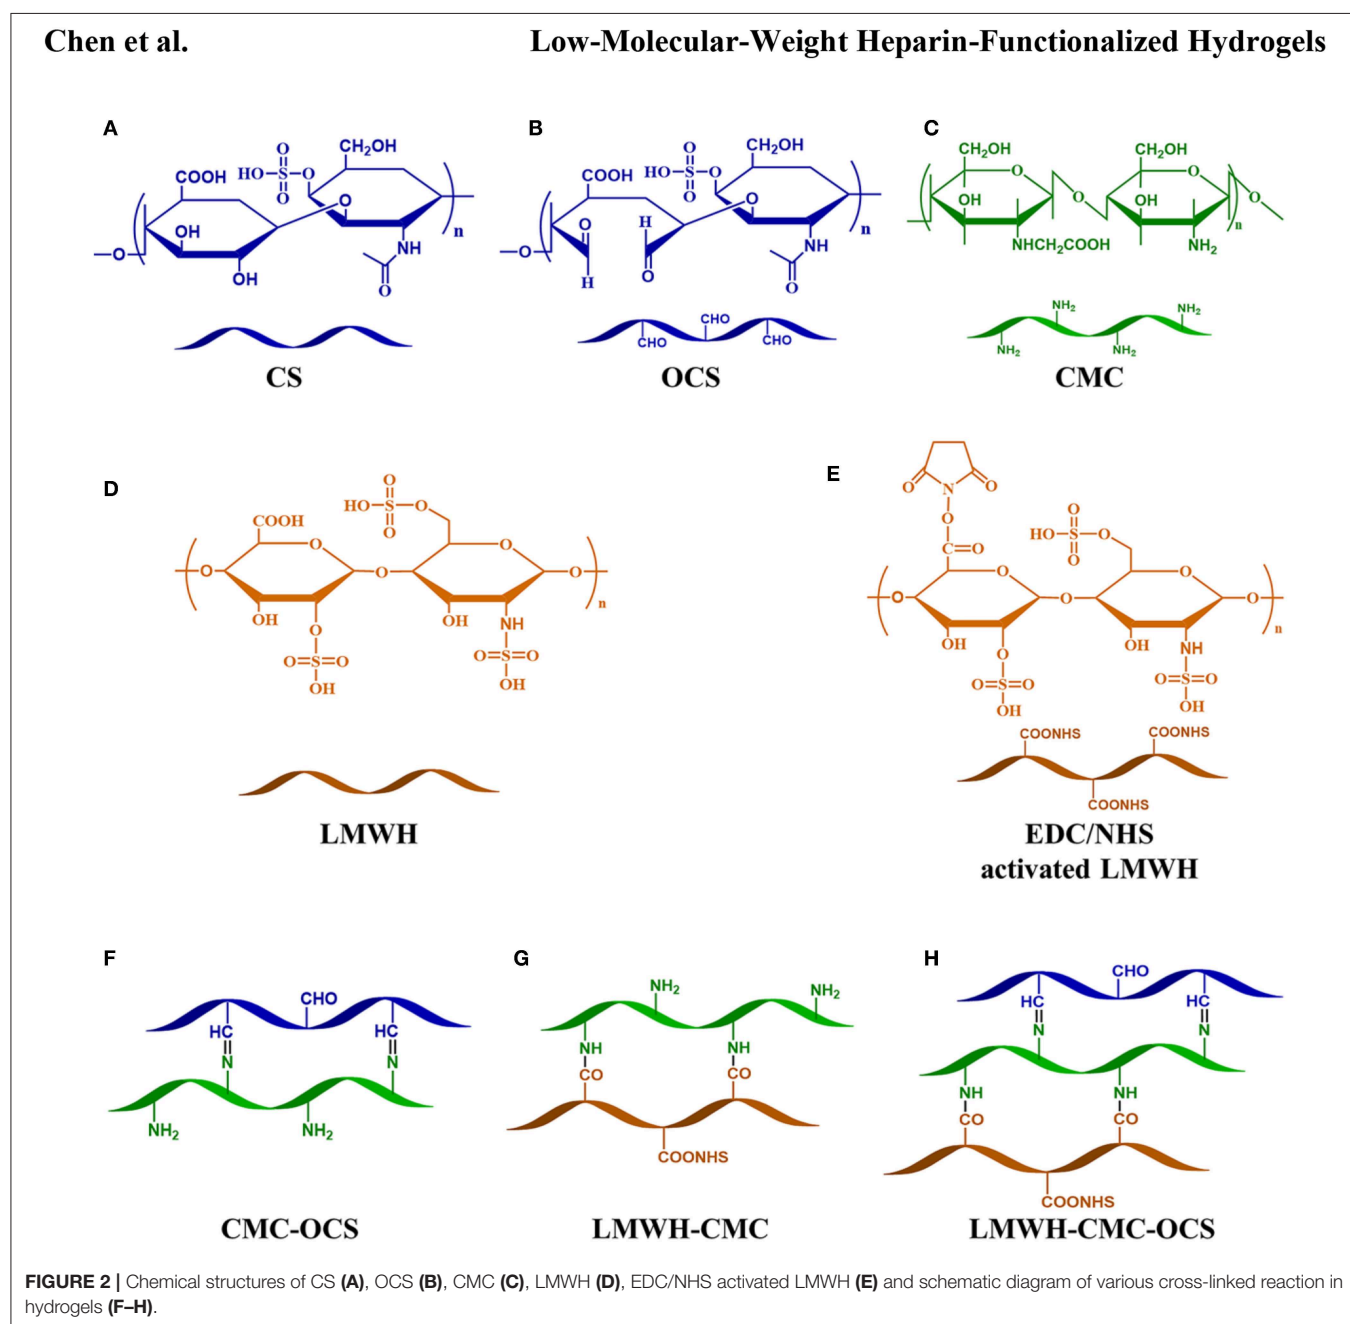 Chen et al. Low-Molecular-Weight Heparin-Functionalized Hydrogels
A
O
HO-S-O
O
CH₂OH
COOH
OH
O
O
OH
NH
O
n
B
O
HO-S-O
O
CH₂OH
COOH
O
H
H
O
O
O
NH
O
n
C
CH₂OH
O
OH
NHCH₂COOH
O
CH₂OH
O
OH
NH₂
O
n
CHO
CHO
CHO
NH₂
NH₂
NH₂
NH₂
CS
OCS
CMC
D
O
HO-S-O
O
COOH
O
O
O
O
O
OH
OH
O
NH
O=S=O
O=S=O
OH
OH
n
E
O
N
O
O
C=O
O
HO-S-O
O
O
O
O
O
O
OH
OH
O
NH
O=S=O
O=S=O
OH
OH
n
COONHS
COONHS
COONHS
LMWH
EDC/NHS
activated LMWH
F
CHO
HC
HC
N
N
NH₂
NH₂
G
NH₂
NH₂
NH
NH
CO
CO
COONHS
H
CHO
HC
HC
N
N
NH
NH
CO
CO
COONHS
CMC-OCS
LMWH-CMC
LMWH-CMC-OCS
FIGURE 2 | Chemical structures of CS (A), OCS (B), CMC (C), LMWH (D), EDC/NHS activated LMWH (E) and schematic diagram of various cross-linked reaction in
hydrogels (F–H).